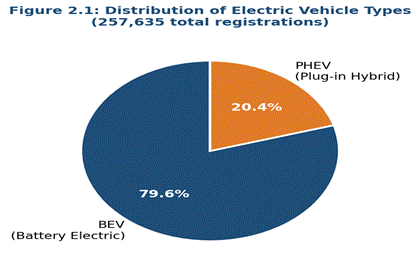 Figure 2.1: Distribution of Electric Vehicle Types
(257,635 total registrations)
PHEV
(Plug-in Hybrid)
20.4%
79.6%
BEV
(Battery Electric)